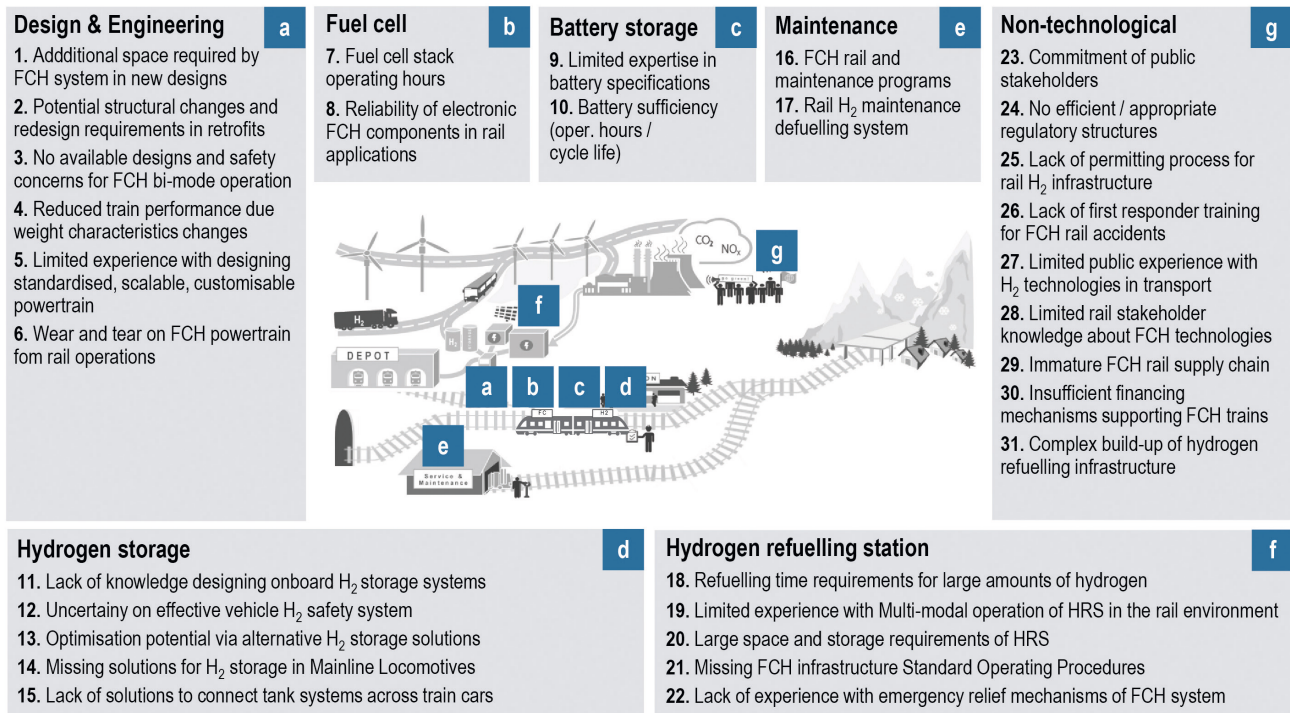 Design & Engineering
a
1. Addditional space required by
FCH system in new designs
2. Potential structural changes and
redesign requirements in retrofits
3. No available designs and safety
concerns for FCH bi-mode operation
4. Reduced train performance due
weight characteristics changes
5. Limited experience with designing
standardised, scalable, customisable
powertrain
6. Wear and tear on FCH powertrain
fom rail operations
Fuel cell
b
7. Fuel cell stack
operating hours
8. Reliability of electronic
FCH components in rail
applications
Battery storage
c
9. Limited expertise in
battery specifications
10. Battery sufficiency
(oper. hours /
cycle life)
Maintenance
e
16. FCH rail and
maintenance programs
17. Rail H₂ maintenance
defuelling system
Non-technological
g
23. Commitment of public
stakeholders
24. No efficient / appropriate
regulatory structures
25. Lack of permitting process for
rail H₂ infrastructure
26. Lack of first responder training
for FCH rail accidents
27. Limited public experience with
H₂ technologies in transport
28. Limited rail stakeholder
knowledge about FCH technologies
29. Immature FCH rail supply chain
30. Insufficient financing
mechanisms supporting FCH trains
31. Complex build-up of hydrogen
refuelling infrastructure
CO₂
NOₓ
g
f
H₂
H₂
DEPOT
a
b
c
d
ON
FC
H2
e
Service &
Maintenance
Hydrogen storage
d
11. Lack of knowledge designing onboard H₂ storage systems
12. Uncertainy on effective vehicle H₂ safety system
13. Optimisation potential via alternative H₂ storage solutions
14. Missing solutions for H₂ storage in Mainline Locomotives
15. Lack of solutions to connect tank systems across train cars
Hydrogen refuelling station
f
18. Refuelling time requirements for large amounts of hydrogen
19. Limited experience with Multi-modal operation of HRS in the rail environment
20. Large space and storage requirements of HRS
21. Missing FCH infrastructure Standard Operating Procedures
22. Lack of experience with emergency relief mechanisms of FCH system